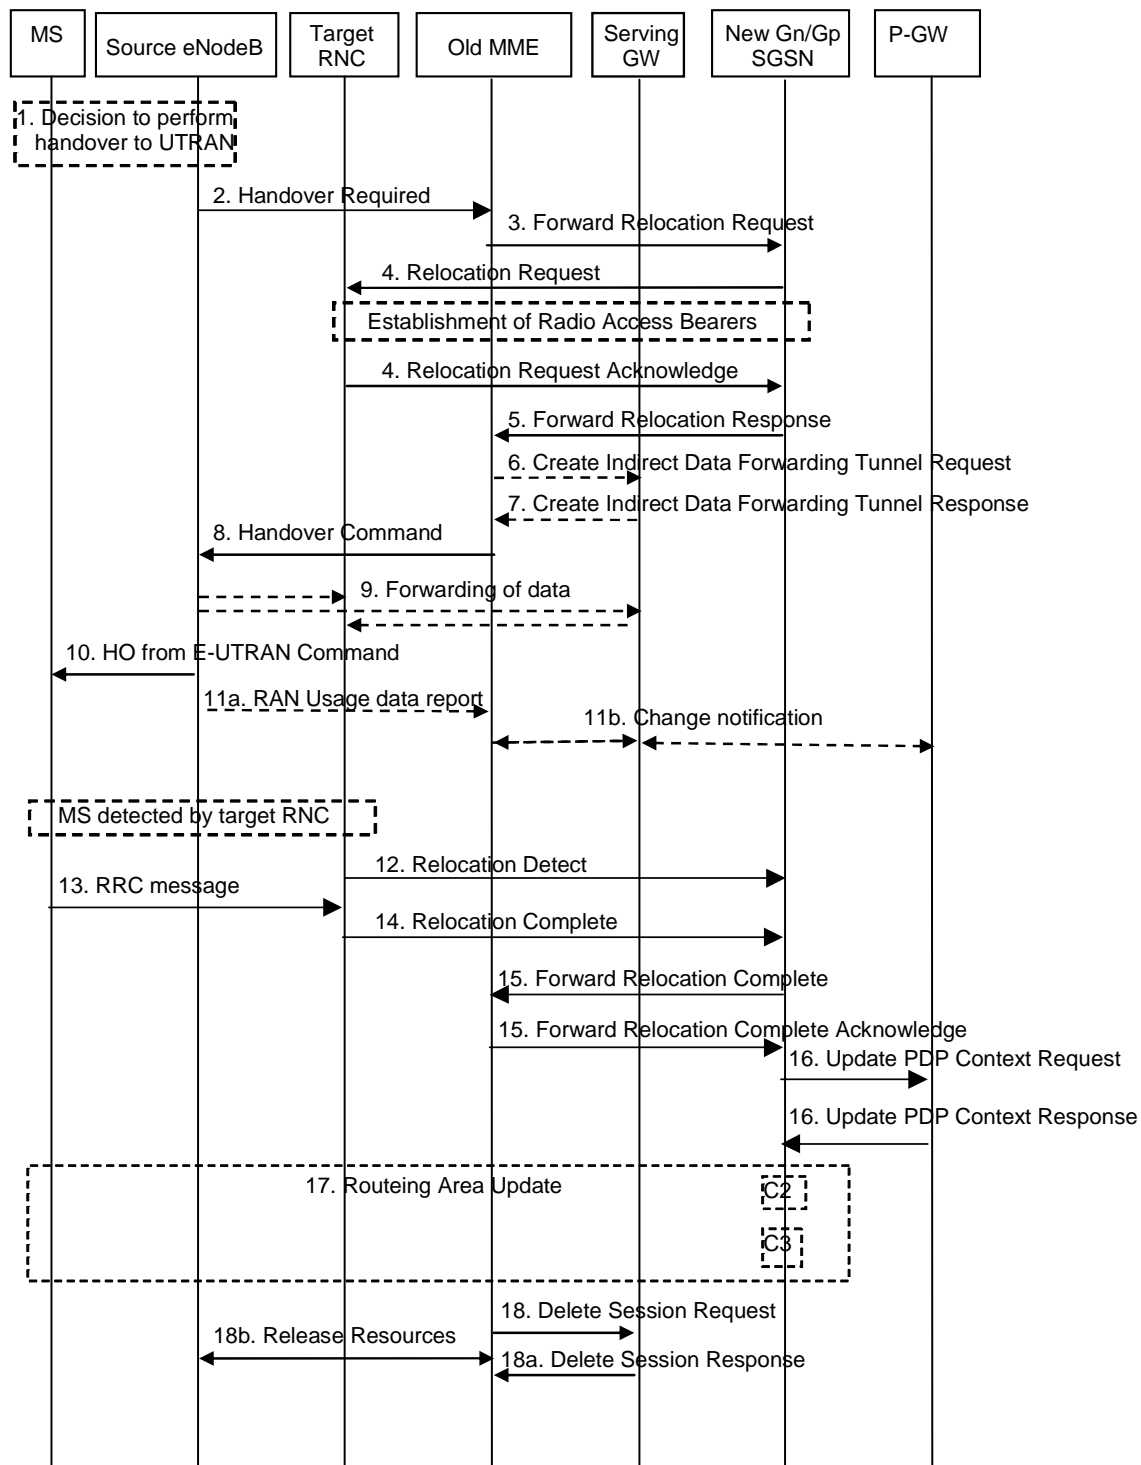 MS
Source eNodeB
Target
RNC
Old MME
Serving
GW
New Gn/Gp
SGSN
P-GW
1. Decision to perform
handover to UTRAN
2. Handover Required
3. Forward Relocation Request
4. Relocation Request
Establishment of Radio Access Bearers
4. Relocation Request Acknowledge
5. Forward Relocation Response
6. Create Indirect Data Forwarding Tunnel Request
7. Create Indirect Data Forwarding Tunnel Response
8. Handover Command
9. Forwarding of data
10. HO from E-UTRAN Command
11a. RAN Usage data report
11b. Change notification
MS detected by target RNC
12. Relocation Detect
13. RRC message
14. Relocation Complete
15. Forward Relocation Complete
15. Forward Relocation Complete Acknowledge
16. Update PDP Context Request
16. Update PDP Context Response
17. Routeing Area Update
C2
C3
18. Delete Session Request
18b. Release Resources
18a. Delete Session Response